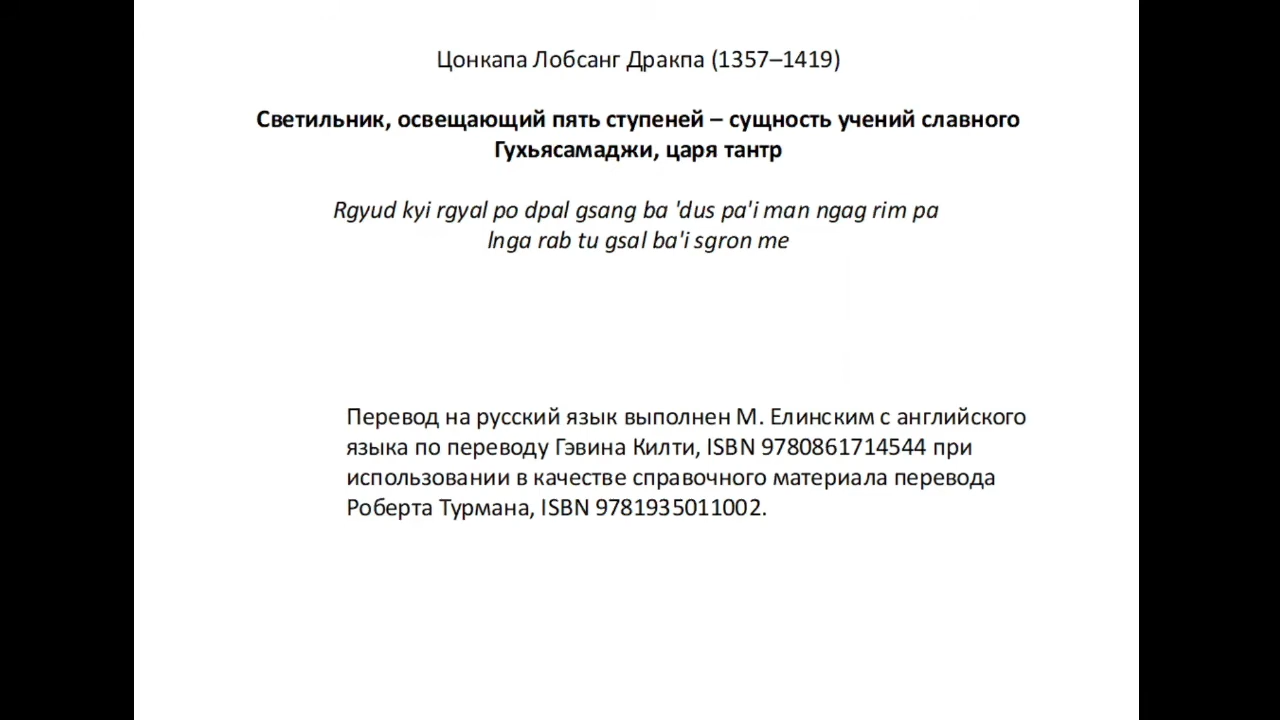 Цонкапа Лобсанг Дракпа (1357–1419)
Светильник, освещающий пять ступеней – сущность учений славного
Гухьясамаджи, царя тантр
Rgyud kyi rgyal po dpal gsang ba 'dus pa'i man ngag rim pa
lnga rab tu gsal ba'i sgron me
Перевод на русский язык выполнен М. Елинским с английского
языка по переводу Гэвина Килти, ISBN 9780861714544 при
использовании в качестве справочного материала перевода
Роберта Турмана, ISBN 9781935011002.